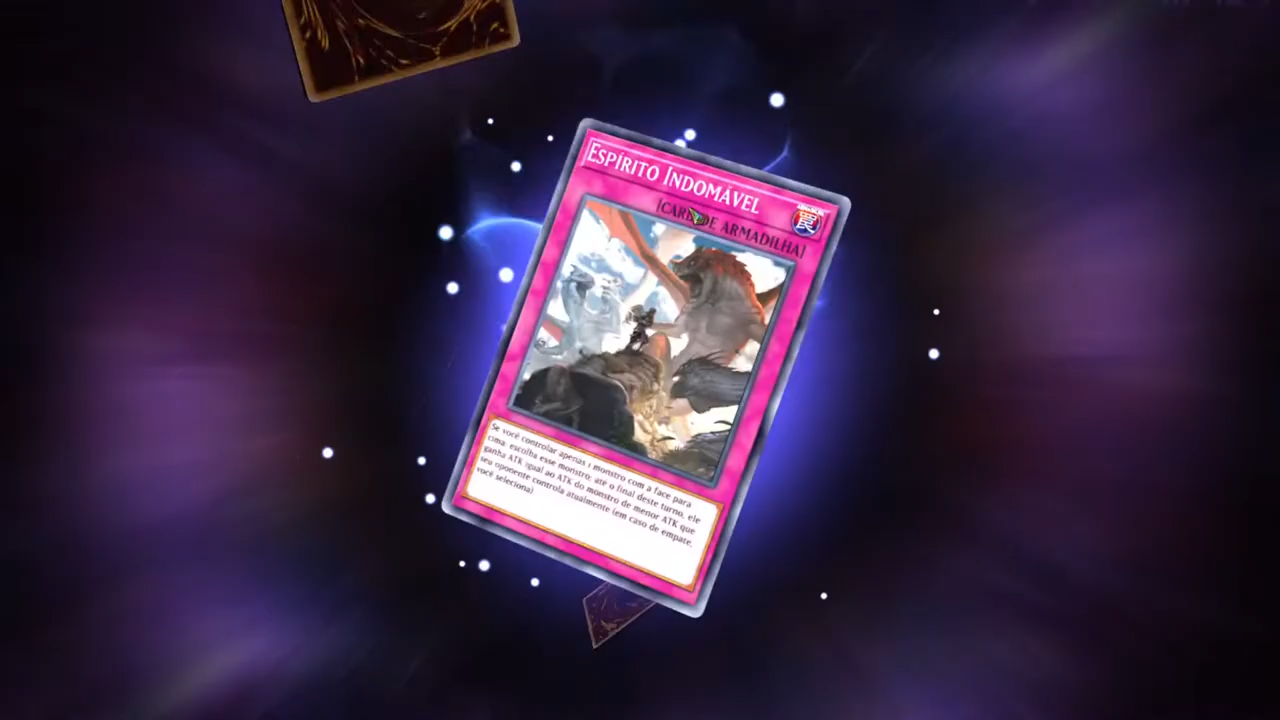 Espírito Indomável
[CARD DE ARMADILHA]
罠
Se você controlar apenas 1 monstro com a face para
cima: escolha esse monstro; até o final deste turno, ele
ganha ATK igual ao ATK do monstro de menor ATK que
seu oponente controla atualmente (em caso de empate,
você seleciona)